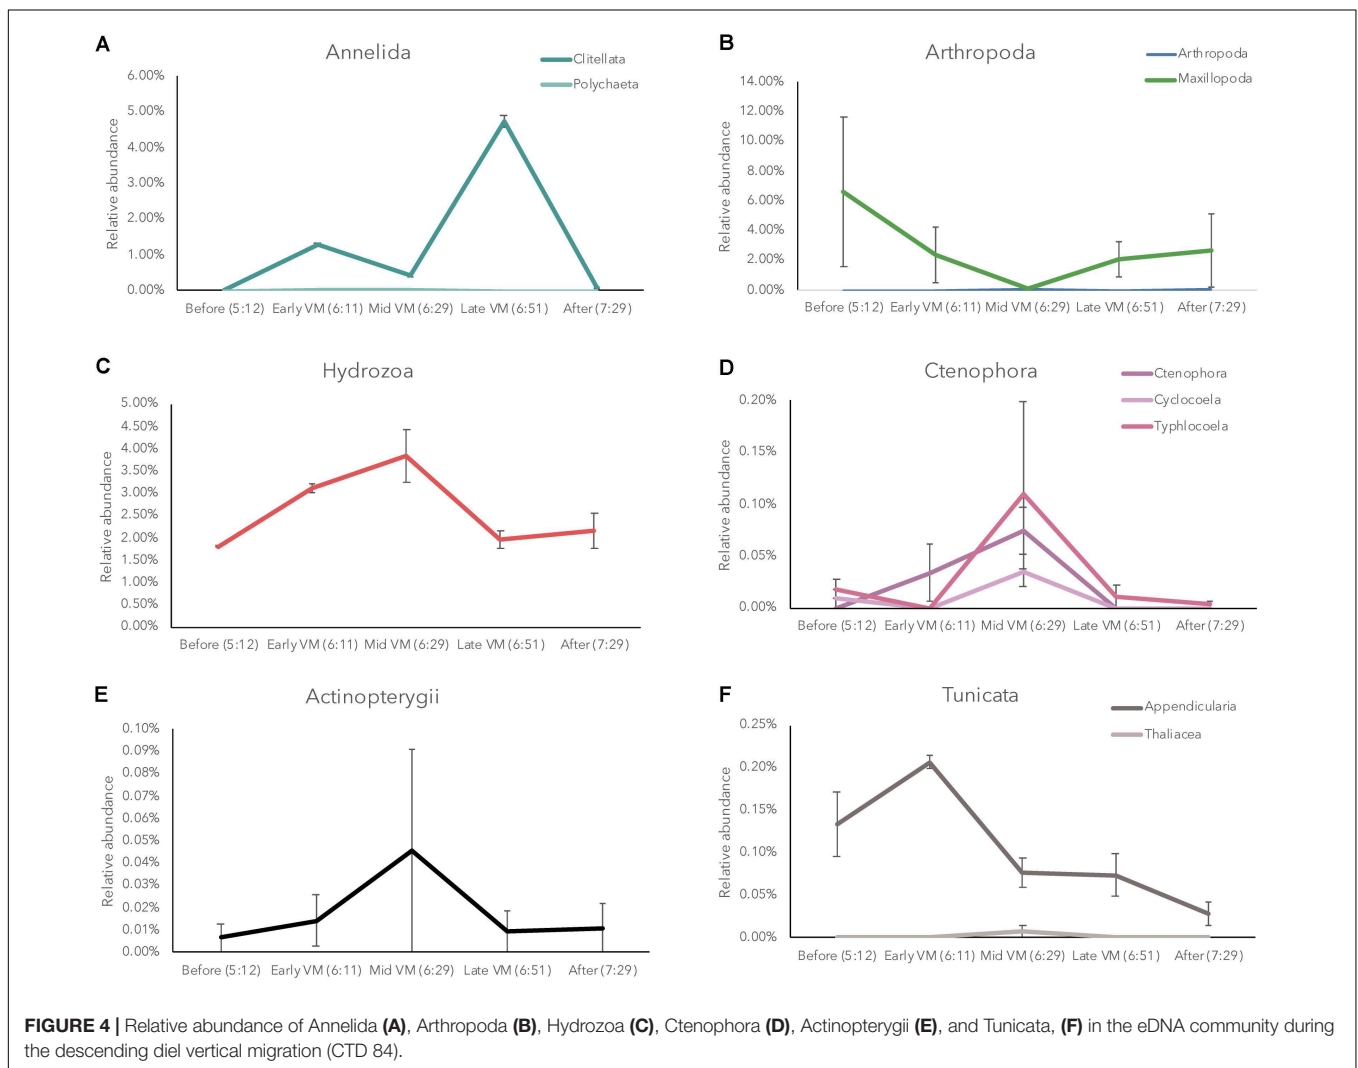 A
Annelida
Clitellata
Polychaeta
6.00%
5.00%
4.00%
3.00%
2.00%
1.00%
0.00%
Relative abundance
Before (5:12) Early VM (6:11) Mid VM (6:29) Late VM (6:51) After (7:29)
B
Arthropoda
Arthropoda
Maxillopoda
14.00%
12.00%
10.00%
8.00%
6.00%
4.00%
2.00%
0.00%
Relative abundance
Before (5:12) Early VM (6:11) Mid VM (6:29) Late VM (6:51) After (7:29)
C
Hydrozoa
5.00%
4.50%
4.00%
3.50%
3.00%
2.50%
2.00%
1.50%
1.00%
0.50%
0.00%
Relative abundance
Before (5:12) Early VM (6:11) Mid VM (6:29) Late VM (6:51) After (7:29)
D
Ctenophora
Ctenophora
Cyclocoela
Typhlocoela
0.20%
0.15%
0.10%
0.05%
0.00%
Relative abundance
Before (5:12) Early VM (6:11) Mid VM (6:29) Late VM (6:51) After (7:29)
E
Actinopterygii
0.10%
0.09%
0.08%
0.07%
0.06%
0.05%
0.04%
0.03%
0.02%
0.01%
0.00%
Relative abundance
Before (5:12) Early VM (6:11) Mid VM (6:29) Late VM (6:51) After (7:29)
F
Tunicata
Appendicularia
Thaliacea
0.25%
0.20%
0.15%
0.10%
0.05%
0.00%
Relative abundance
Before (5:12) Early VM (6:11) Mid VM (6:29) Late VM (6:51) After (7:29)
FIGURE 4 | Relative abundance of Annelida (A), Arthropoda (B), Hydrozoa (C), Ctenophora (D), Actinopterygii (E), and Tunicata, (F) in the eDNA community during
the descending diel vertical migration (CTD 84).